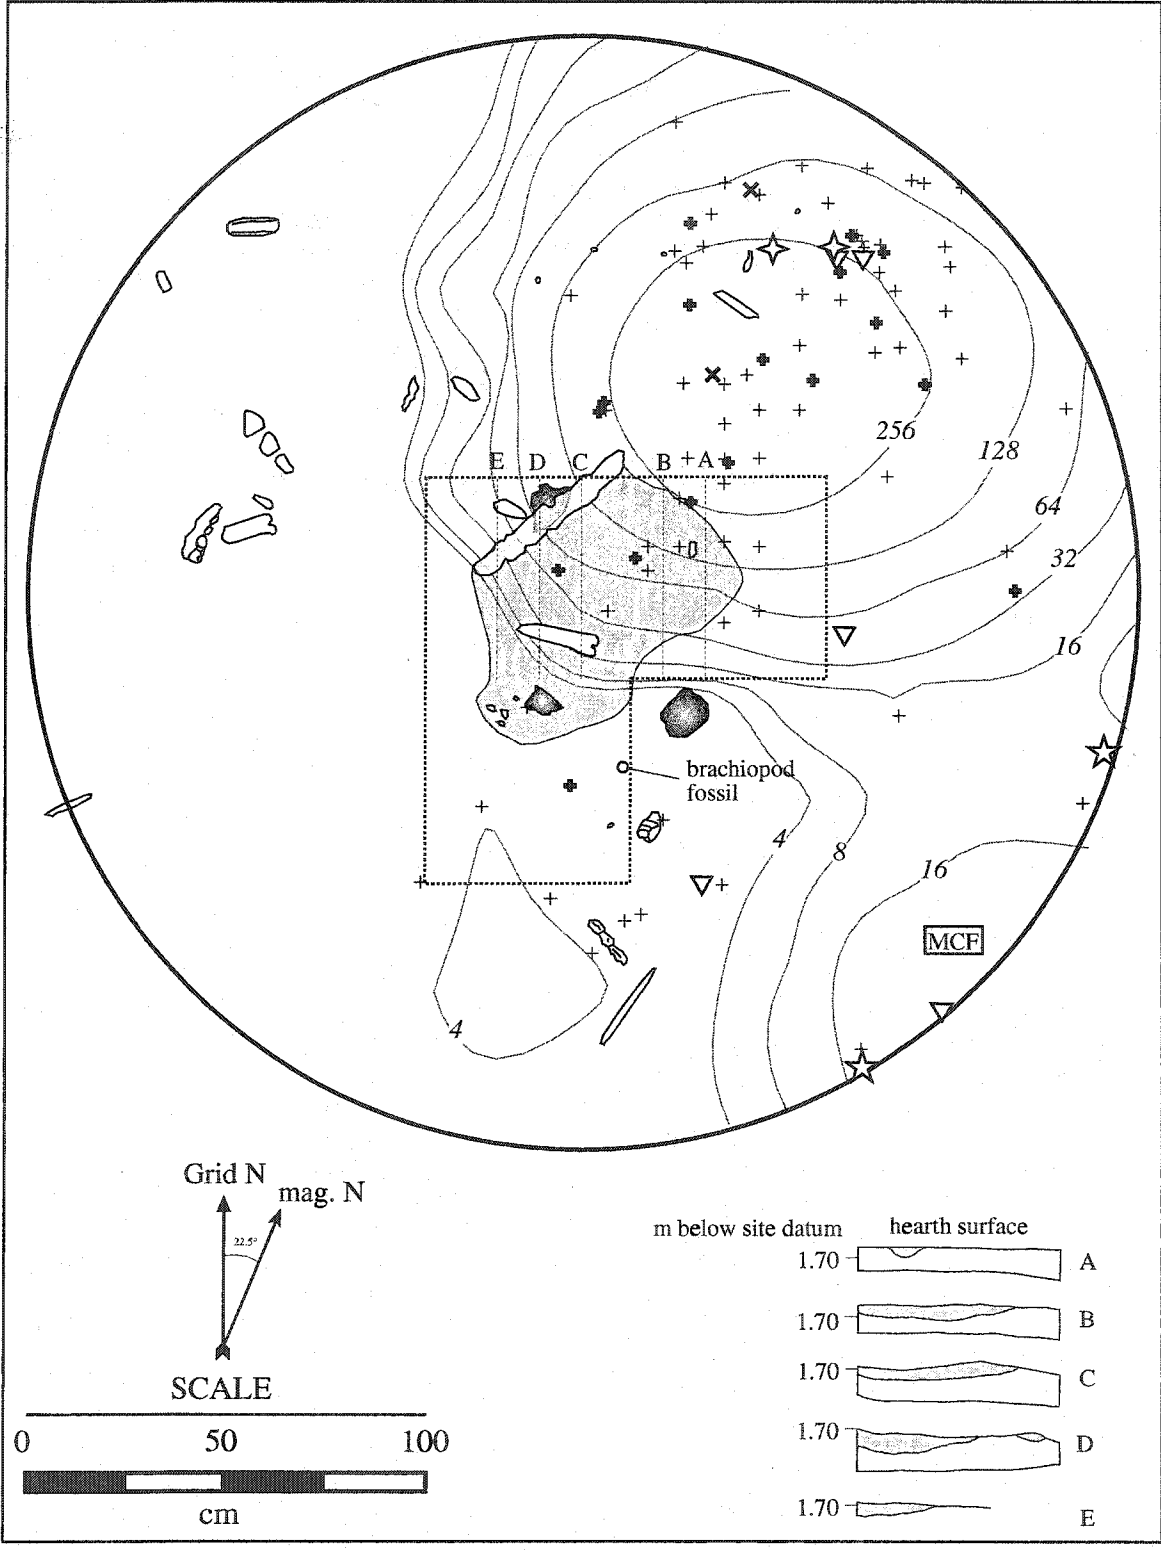 E D C B A
256
128
64
32
16
brachiopod
fossil
4
8
16
MCF
4
Grid N
mag. N
22.5°
SCALE
0 50 100
cm
m below site datum hearth surface
1.70 A
1.70 B
1.70 C
1.70 D
1.70 E